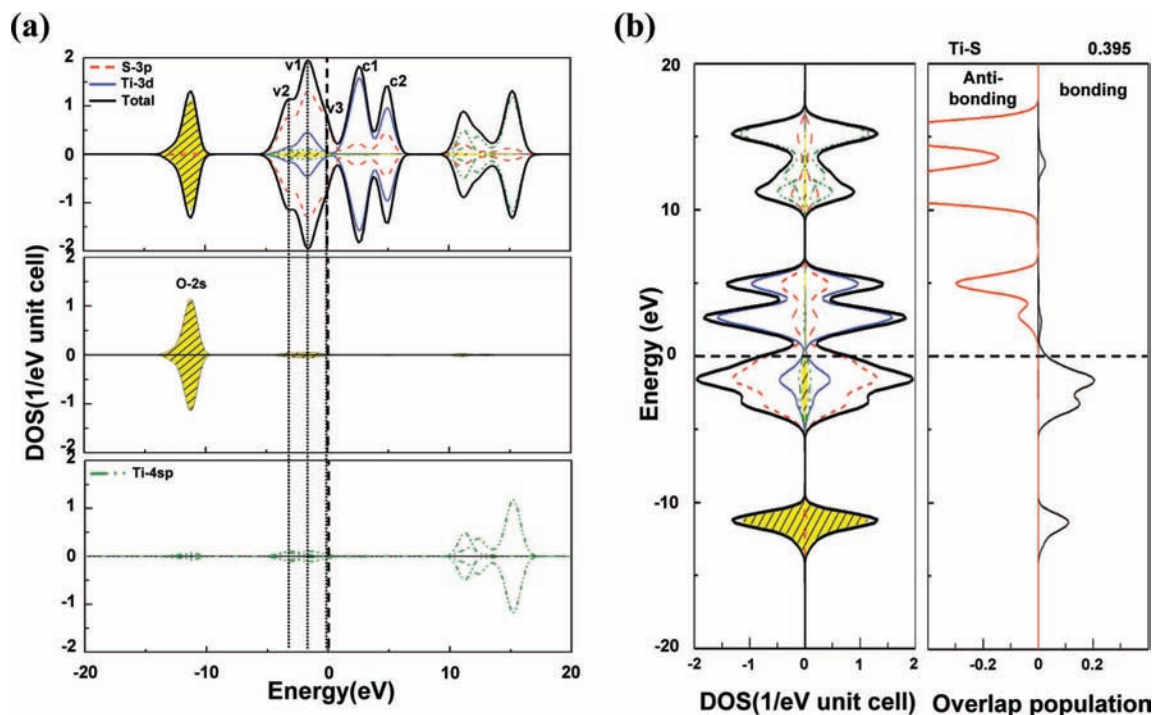 (a)
2
1
0
-1
-2
S-3p
Ti-3d
Total
v2
v1
v3
c1
c2
2
1
0
-1
-2
O-2s
2
1
0
-1
-2
Ti-4sp
-20 -10 0 10 20
DOS(1/eV unit cell)
Energy(eV)
(b)
20
10
0
-10
-20
Energy (eV)
-2 -1 0 1 2
DOS(1/eV unit cell)
Ti-S 0.395
Anti-
bonding
bonding
-0.2 0 0.2
Overlap population